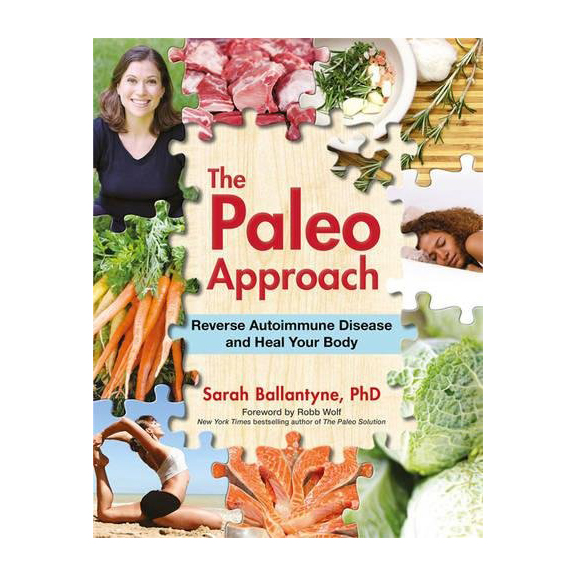 The
Paleo
Approach
Reverse Autoimmune Disease
and Heal Your Body
Sarah Ballantyne, PhD
Foreword by Robb Wolf
New York Times bestselling author of The Paleo Solution